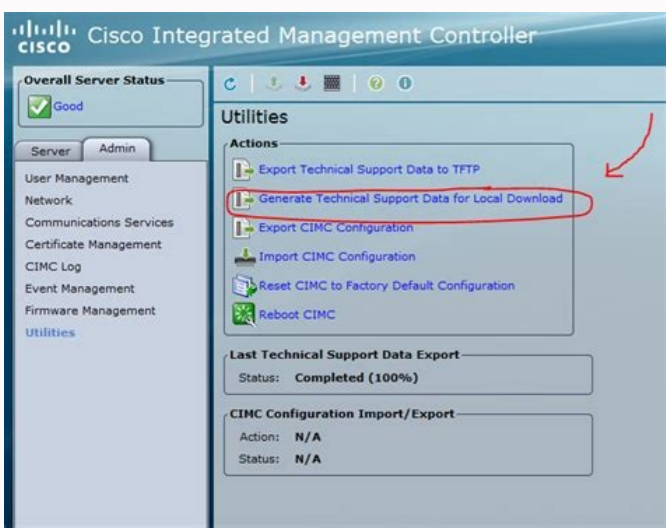 CISCO Cisco Integrated Management Controller
Overall Server Status
Good
Server Admin
User Management
Network
Communications Services
Certificate Management
CIMC Log
Event Management
Firmware Management
Utilities
Utilities
Actions
Export Technical Support Data to TFTP
Generate Technical Support Data for Local Download
Export CIMC Configuration
Import CIMC Configuration
Reset CIMC to Factory Default Configuration
Reboot CIMC
Last Technical Support Data Export
Status: Completed (100%)
CIMC Configuration Import/Export
Action: N/A
Status: N/A